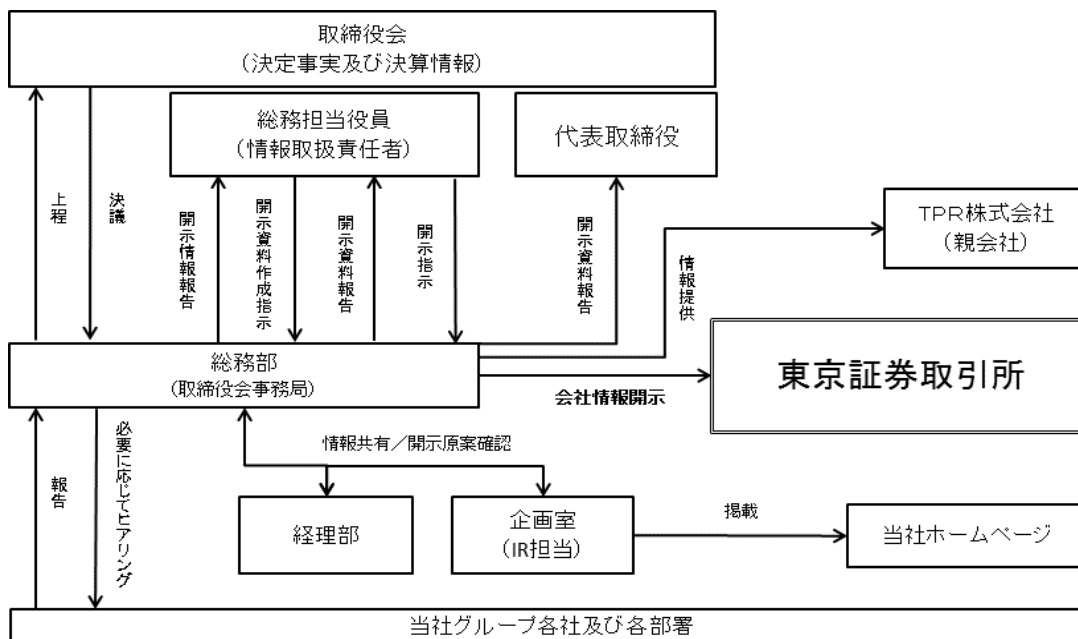 取締役会
（決定事実及び決算情報）
総務担当役員
（情報取扱責任者）
代表取締役
上程
決議
開示情報報告
開示資料作成指示
開示資料報告
開示指示
開示資料報告
情報提供
TPR株式会社
（親会社）
総務部
（取締役会事務局）
会社情報開示
東京証券取引所
報告
必要に応じてヒアリング
情報共有／開示原案確認
経理部
企画室
（IR担当）
掲載
当社ホームページ
当社グループ各社及び各部署